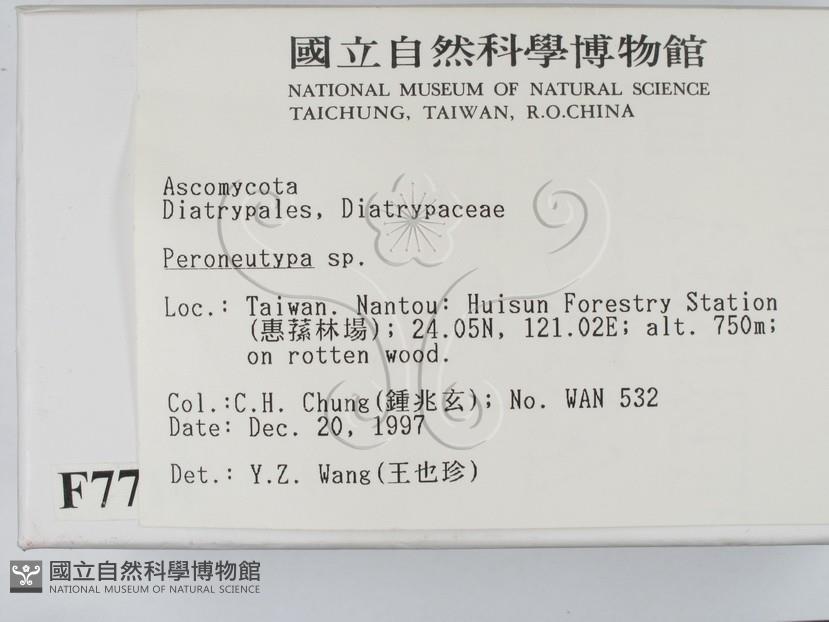 國立自然科學博物館
NATIONAL MUSEUM OF NATURAL SCIENCE
TAICHUNG, TAIWAN, R.O.CHINA
Ascomycota
Diatrypales, Diatrypaceae
Peroneutypa sp.
Loc.: Taiwan. Nantou: Huisun Forestry Station
(惠蓀林場); 24.05N, 121.02E; alt. 750m;
on rotten wood.
Col.:C.H. Chung(鍾兆玄); No. WAN 532
Date: Dec. 20, 1997
Det.: Y.Z. Wang(王也珍)
F77
國立自然科學博物館
NATIONAL MUSEUM OF NATURAL SCIENCE